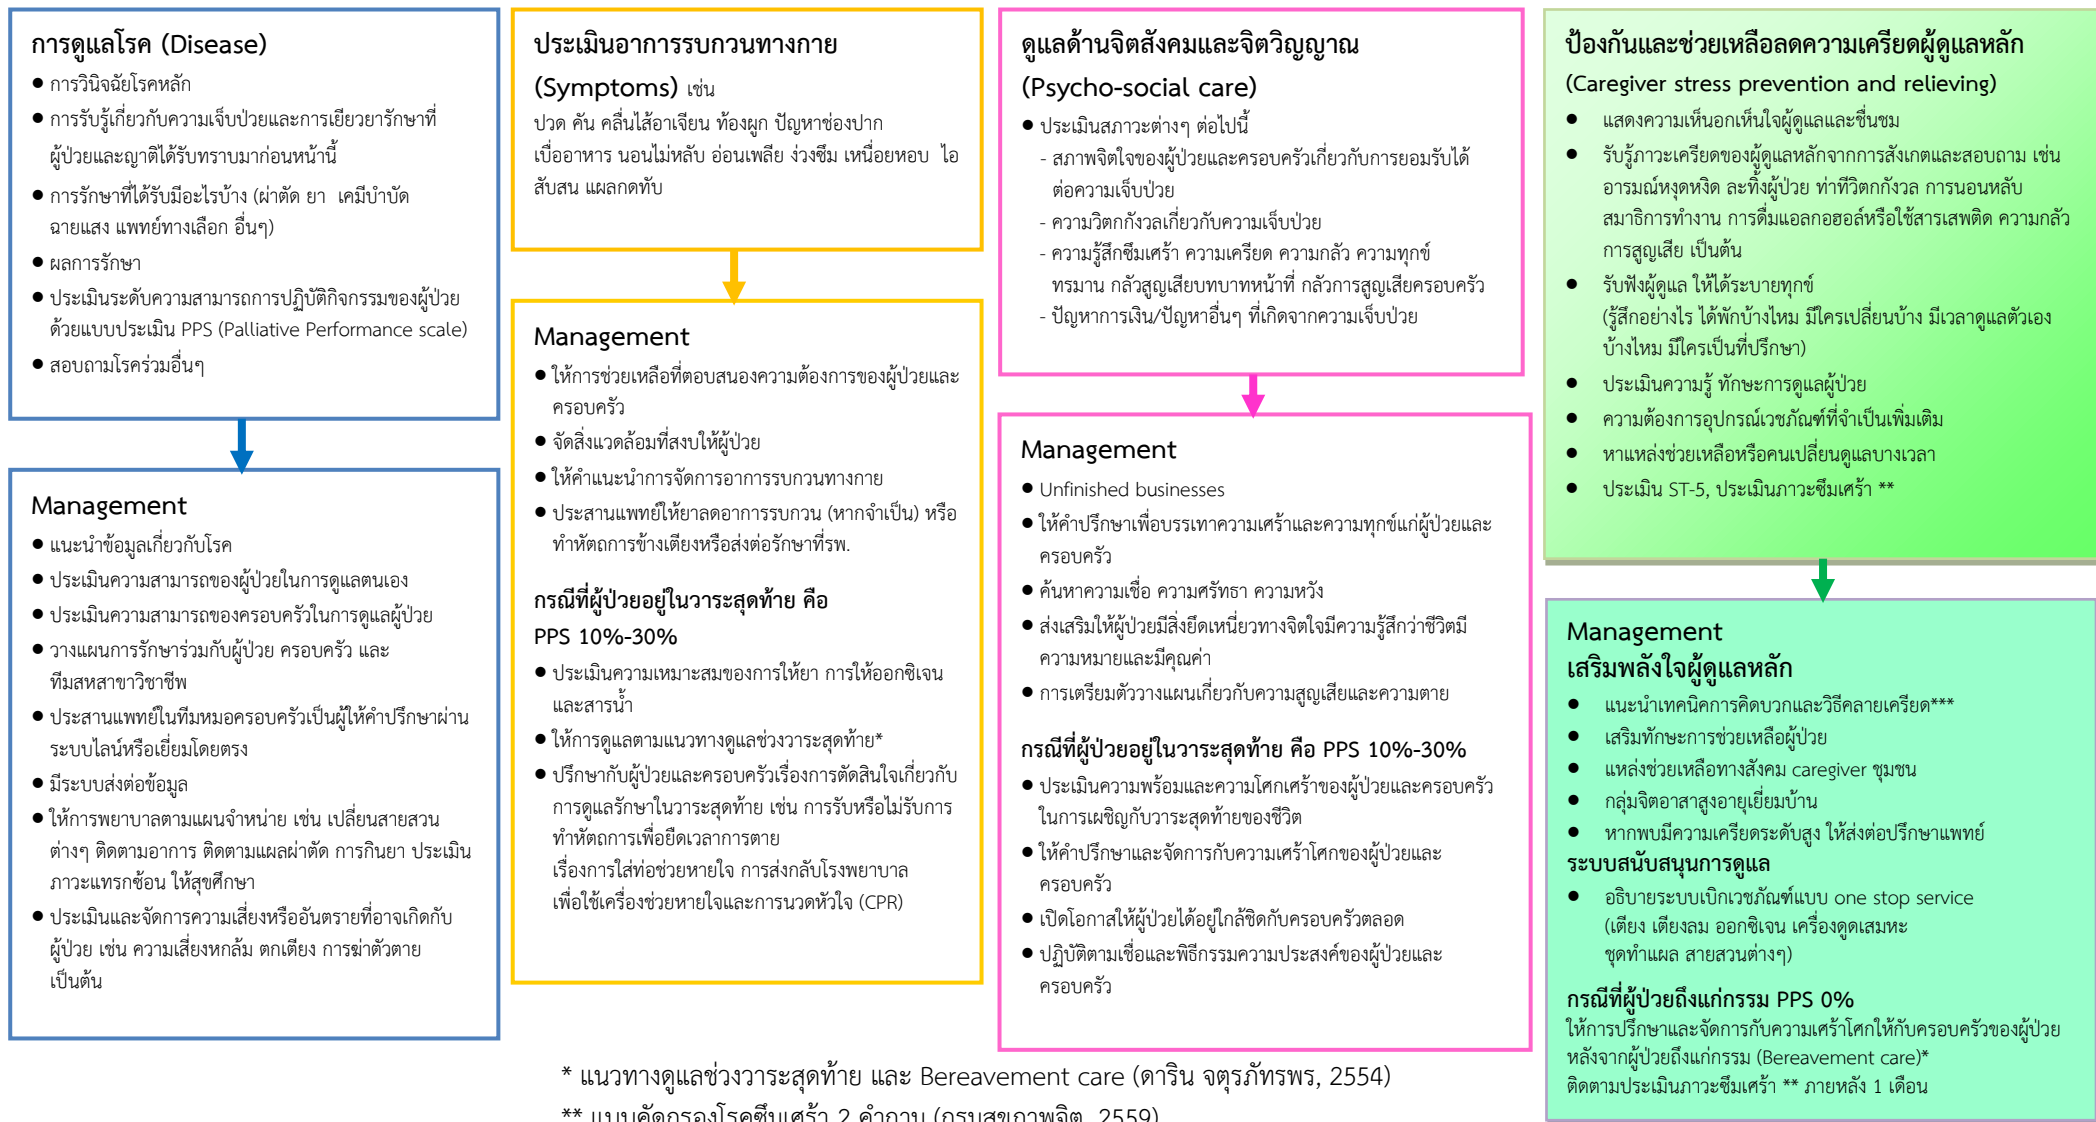 การดูแลโรค (Disease)
● การวินิจฉัยโรคหลัก
● การรับรู้เกี่ยวกับความเจ็บป่วยและการเยียวยารักษาที่
ผู้ป่วยและญาติได้รับทราบมาก่อนหน้านี้
● การรักษาที่ได้รับมีอะไรบ้าง (ผ่าตัด ยา เคมีบำบัด
ฉายแสง แพทย์ทางเลือก อื่นๆ)
● ผลการรักษา
● ประเมินระดับความสามารถการปฏิบัติกิจกรรมของผู้ป่วย
ด้วยแบบประเมิน PPS (Palliative Performance scale)
● สอบถามโรคร่วมอื่นๆ
Management
● แนะนำข้อมูลเกี่ยวกับโรค
● ประเมินความสามารถของผู้ป่วยในการดูแลตนเอง
● ประเมินความสามารถของครอบครัวในการดูแลผู้ป่วย
● วางแผนการรักษาร่วมกับผู้ป่วย ครอบครัว และ
ทีมสหสาขาวิชาชีพ
● ประสานแพทย์ในทีมหมอครอบครัวเป็นผู้ให้คำปรึกษาผ่าน
ระบบไลน์หรือเยี่ยมโดยตรง
● มีระบบส่งต่อข้อมูล
● ให้การพยาบาลตามแผนจำหน่าย เช่น เปลี่ยนสายสวน
ต่างๆ ติดตามอาการ ติดตามแผลผ่าตัด การกินยา ประเมิน
ภาวะแทรกซ้อน ให้สุขศึกษา
● ประเมินและจัดการความเสี่ยงหรืออันตรายที่อาจเกิดกับ
ผู้ป่วย เช่น ความเสี่ยงหกล้ม ตกเตียง การฆ่าตัวตาย
เป็นต้น
ประเมินอาการรบกวนทางกาย
(Symptoms) เช่น
ปวด คัน คลื่นไส้อาเจียน ท้องผูก ปัญหาช่องปาก
เบื่ออาหาร นอนไม่หลับ อ่อนเพลีย ง่วงซึม เหนื่อยหอบ ไอ
สับสน แผลกดทับ
Management
● ให้การช่วยเหลือที่ตอบสนองความต้องการของผู้ป่วยและ
ครอบครัว
● จัดสิ่งแวดล้อมที่สงบให้ผู้ป่วย
● ให้คำแนะนำการจัดการอาการรบกวนทางกาย
● ประสานแพทย์ให้ยาลดอาการรบกวน (หากจำเป็น) หรือ
ทำหัตถการข้างเตียงหรือส่งต่อรักษาที่รพ.
กรณีที่ผู้ป่วยอยู่ในวาระสุดท้าย คือ
PPS 10%-30%
● ประเมินความเหมาะสมของการให้ยา การให้ออกซิเจน
และสารน้ำ
● ให้การดูแลตามแนวทางดูแลช่วงวาระสุดท้าย*
● ปรึกษากับผู้ป่วยและครอบครัวเรื่องการตัดสินใจเกี่ยวกับ
การดูแลรักษาในวาระสุดท้าย เช่น การรับหรือไม่รับการ
ทำหัตถการเพื่อยืดเวลาการตาย
เรื่องการใส่ท่อช่วยหายใจ การส่งกลับโรงพยาบาล
เพื่อใช้เครื่องช่วยหายใจและการนวดหัวใจ (CPR)
ดูแลด้านจิตสังคมและจิตวิญญาณ
(Psycho-social care)
● ประเมินสภาวะต่างๆ ต่อไปนี้
- สภาพจิตใจของผู้ป่วยและครอบครัวเกี่ยวกับการยอมรับได้
ต่อความเจ็บป่วย
- ความวิตกกังวลเกี่ยวกับความเจ็บป่วย
- ความรู้สึกซึมเศร้า ความเครียด ความกลัว ความทุกข์
ทรมาน กลัวสูญเสียบทบาทหน้าที่ กลัวการสูญเสียครอบครัว
- ปัญหาการเงิน/ปัญหาอื่นๆ ที่เกิดจากความเจ็บป่วย
Management
● Unfinished businesses
● ให้คำปรึกษาเพื่อบรรเทาความเศร้าและความทุกข์แก่ผู้ป่วยและ
ครอบครัว
● ค้นหาความเชื่อ ความศรัทธา ความหวัง
● ส่งเสริมให้ผู้ป่วยมีสิ่งยึดเหนี่ยวทางจิตใจมีความรู้สึกว่าชีวิตมี
ความหมายและมีคุณค่า
● การเตรียมตัววางแผนเกี่ยวกับความสูญเสียและความตาย
กรณีที่ผู้ป่วยอยู่ในวาระสุดท้าย คือ PPS 10%-30%
● ประเมินความพร้อมและความโศกเศร้าของผู้ป่วยและครอบครัว
ในการเผชิญกับวาระสุดท้ายของชีวิต
● ให้คำปรึกษาและจัดการกับความเศร้าโศกของผู้ป่วยและ
ครอบครัว
● เปิดโอกาสให้ผู้ป่วยได้อยู่ใกล้ชิดกับครอบครัวตลอด
● ปฏิบัติตามเชื่อและพิธีกรรมความประสงค์ของผู้ป่วยและ
ครอบครัว
ป้องกันและช่วยเหลือลดความเครียดผู้ดูแลหลัก
(Caregiver stress prevention and relieving)
● แสดงความเห็นอกเห็นใจผู้ดูแลและชื่นชม
● รับรู้ภาวะเครียดของผู้ดูแลหลักจากการสังเกตและสอบถาม เช่น
อารมณ์หงุดหงิด ละทิ้งผู้ป่วย ท่าทีวิตกกังวล การนอนหลับ
สมาธิการทำงาน การดื่มแอลกอฮอล์หรือใช้สารเสพติด ความกลัว
การสูญเสีย เป็นต้น
● รับฟังผู้ดูแล ให้ได้ระบายทุกข์
(รู้สึกอย่างไร ได้พักบ้างไหม มีใครเปลี่ยนบ้าง มีเวลาดูแลตัวเอง
บ้างไหม มีใครเป็นที่ปรึกษา)
● ประเมินความรู้ ทักษะการดูแลผู้ป่วย
● ความต้องการอุปกรณ์เวชภัณฑ์ที่จำเป็นเพิ่มเติม
● หาแหล่งช่วยเหลือหรือคนเปลี่ยนดูแลบางเวลา
● ประเมิน ST-5, ประเมินภาวะซึมเศร้า **
Management
เสริมพลังใจผู้ดูแลหลัก
● แนะนำเทคนิคการคิดบวกและวิธีคลายเครียด***
● เสริมทักษะการช่วยเหลือผู้ป่วย
● แหล่งช่วยเหลือทางสังคม caregiver ชุมชน
● กลุ่มจิตอาสาสูงอายุเยี่ยมบ้าน
● หากพบมีความเครียดระดับสูง ให้ส่งต่อปรึกษาแพทย์
ระบบสนับสนุนการดูแล
● อธิบายระบบเบิกเวชภัณฑ์แบบ one stop service
(เตียง เตียงลม ออกซิเจน เครื่องดูดเสมหะ
ชุดทำแผล สายสวนต่างๆ)
กรณีที่ผู้ป่วยถึงแก่กรรม PPS 0%
ให้การปรึกษาและจัดการกับความเศร้าโศกให้กับครอบครัวของผู้ป่วย
หลังจากผู้ป่วยถึงแก่กรรม (Bereavement care)*
ติดตามประเมินภาวะซึมเศร้า ** ภายหลัง 1 เดือน
* แนวทางดูแลช่วงวาระสุดท้าย และ Bereavement care (ดาริน จตุรภัทรพร, 2554)
** แบบคัดกรองโรคซึมเศร้า 2 คำถาม (กรมสุขภาพจิต, 2559)